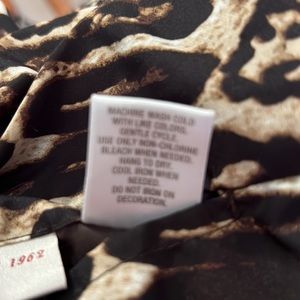 MACHINE WASH COLD
WITH LIKE COLORS,
GENTLE CYCLE.
USE ONLY NON-CHLORINE
BLEACH WHEN NEEDED.
HANG TO DRY.
COOL IRON WHEN
NEEDED.
DO NOT IRON ON
DECORATION.
1962